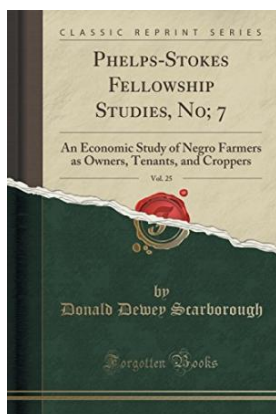 CLASSIC REPRINT SERIES
PHELPS-STOKES
FELLOWSHIP
STUDIES, NO; 7
An Economic Study of Negro Farmers
as Owners, Tenants, and Croppers
Vol. 25
by
Donald Dewey Scarborough
Forgotten Books